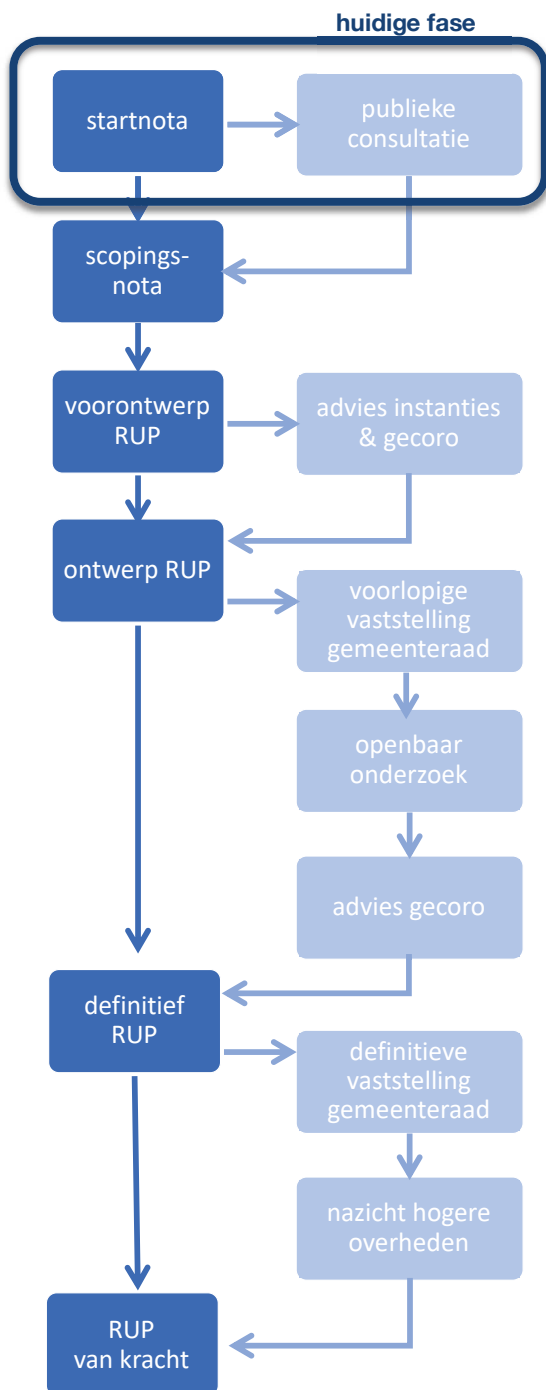 huidige fase
startnota
publieke
consultatie
scopings-
nota
voorontwerp
RUP
advies instanties
& gecoro
ontwerp RUP
voorlopige
vaststelling
gemeenteraad
openbaar
onderzoek
advies gecoro
definitief
RUP
definitieve
vaststelling
gemeenteraad
nazicht hogere
overheden
RUP
van kracht